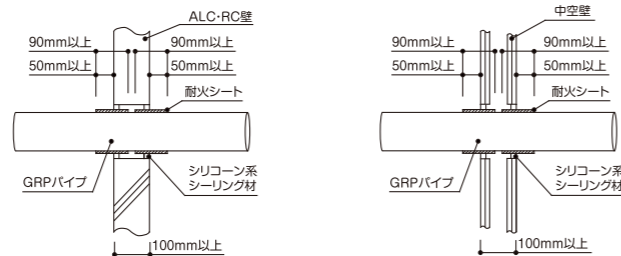 ALC・RC壁
90mm以上
90mm以上
50mm以上
50mm以上
耐火シート
GRPパイプ
シリコーン系
シーリング材
100mm以上
中空壁
90mm以上
90mm以上
50mm以上
50mm以上
耐火シート
GRPパイプ
シリコーン系
シーリング材
100mm以上